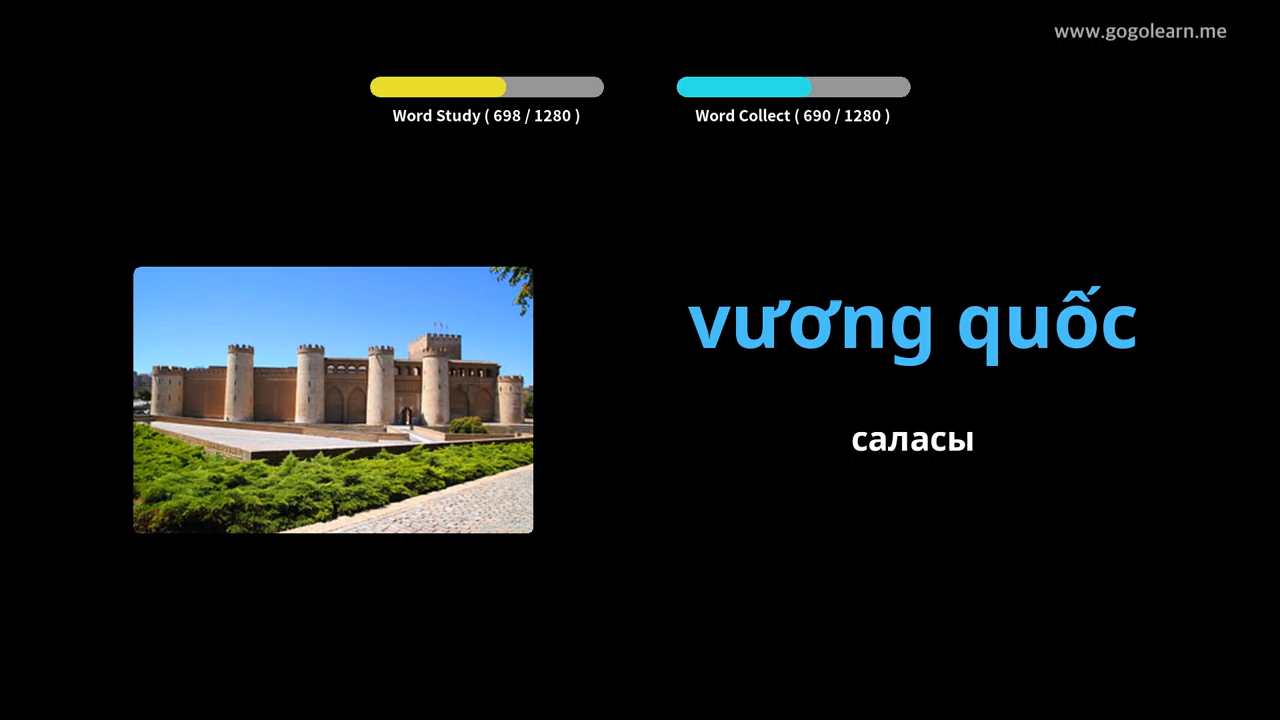 www.gogolearn.me
Word Study ( 698 / 1280 )
Word Collect ( 690 / 1280 )
vương quốc
саласы